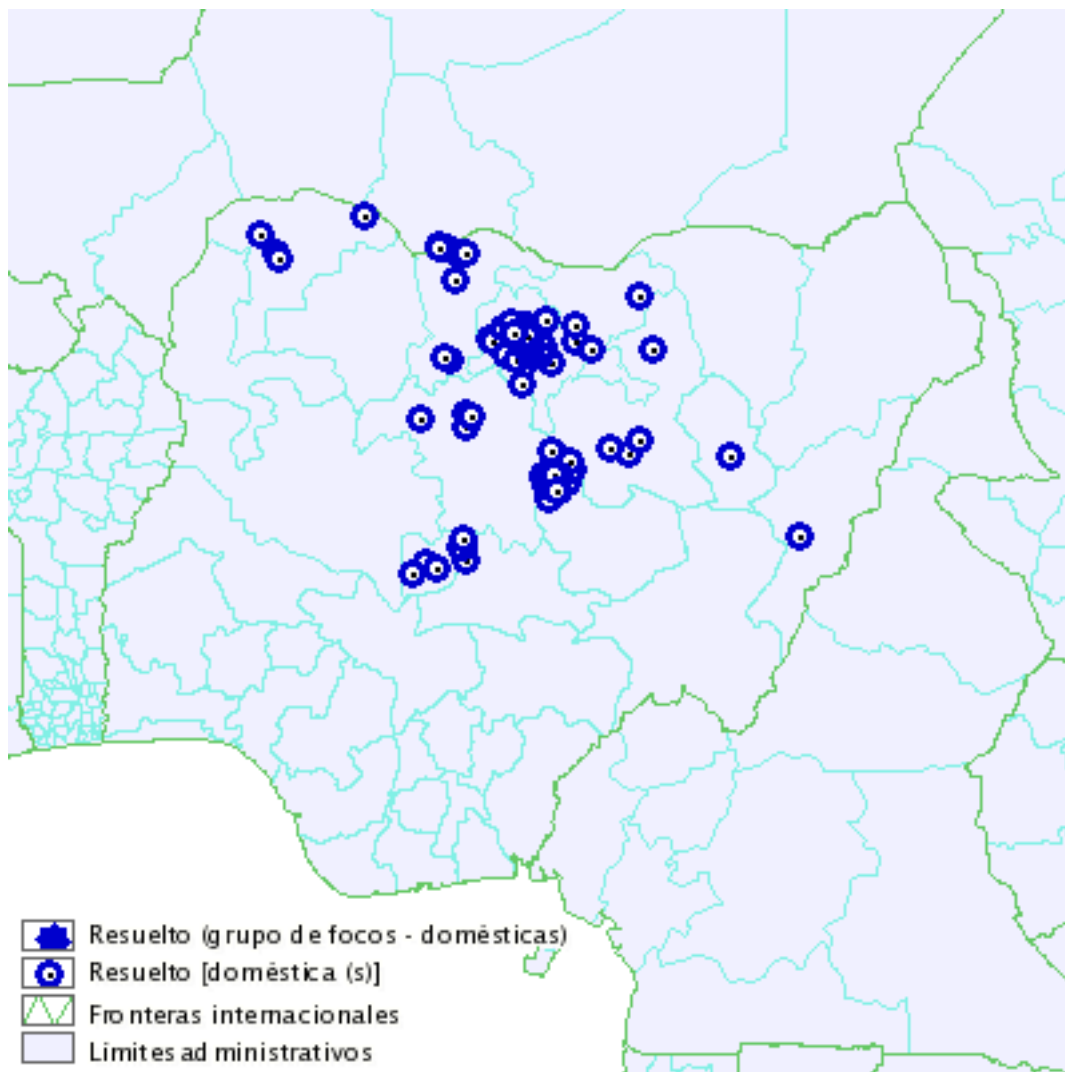 Resuelto (grupo de focos - domésticas)
Resuelto [doméstica (s)]
Fronteras internacionales
Límites administrativos